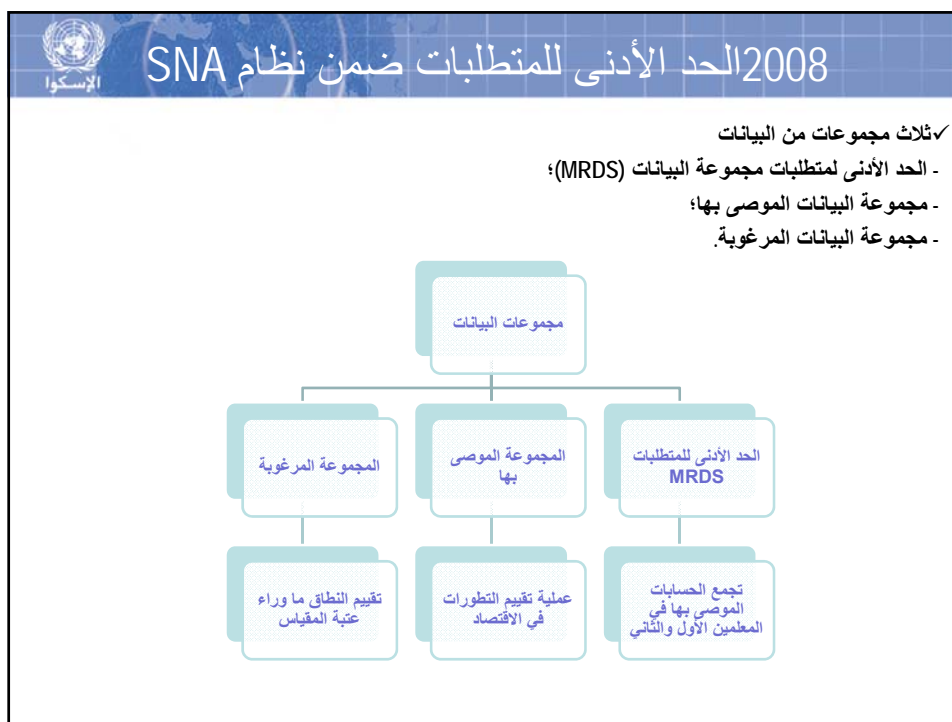 الإسكوا
2008الحد الأدنى للمتطلبات ضمن نظام SNA
✓ثلاث مجموعات من البيانات
- الحد الأدنى لمتطلبات مجموعة البيانات (MRDS)؛
- مجموعة البيانات الموصى بها؛
- مجموعة البيانات المرغوبة.
مجموعات البيانات
الحد الأدنى للمتطلبات
MRDS
المجموعة الموصى
بها
المجموعة المرغوبة
تجمع الحسابات
الموصى بها في
المعلمين الأول والثاني
عملية تقييم التطورات
في الاقتصاد
تقييم النطاق ما وراء
عتبة المقياس